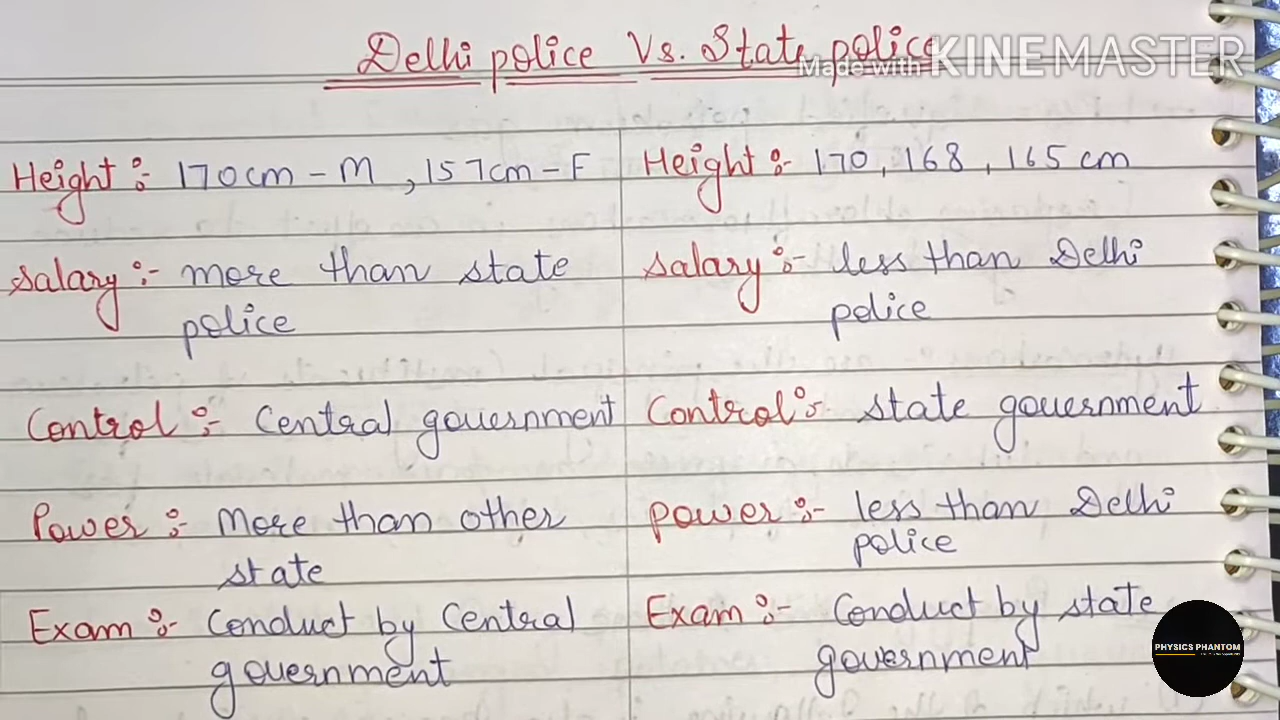 Delhi police Vs. State police
Made with KINEMASTER
Height :- 170cm - M , 157cm - F
Salary :- more than state
police
Control :- Central government
Power :- More than other
state
Exam :- Conduct by Central
government
Height :- 170, 168, 165 cm
Salary :- less than Delhi
police
Control :- state government
power :- less than Delhi
police
Exam :- Conduct by state
government
PHYSICS PHANTOM